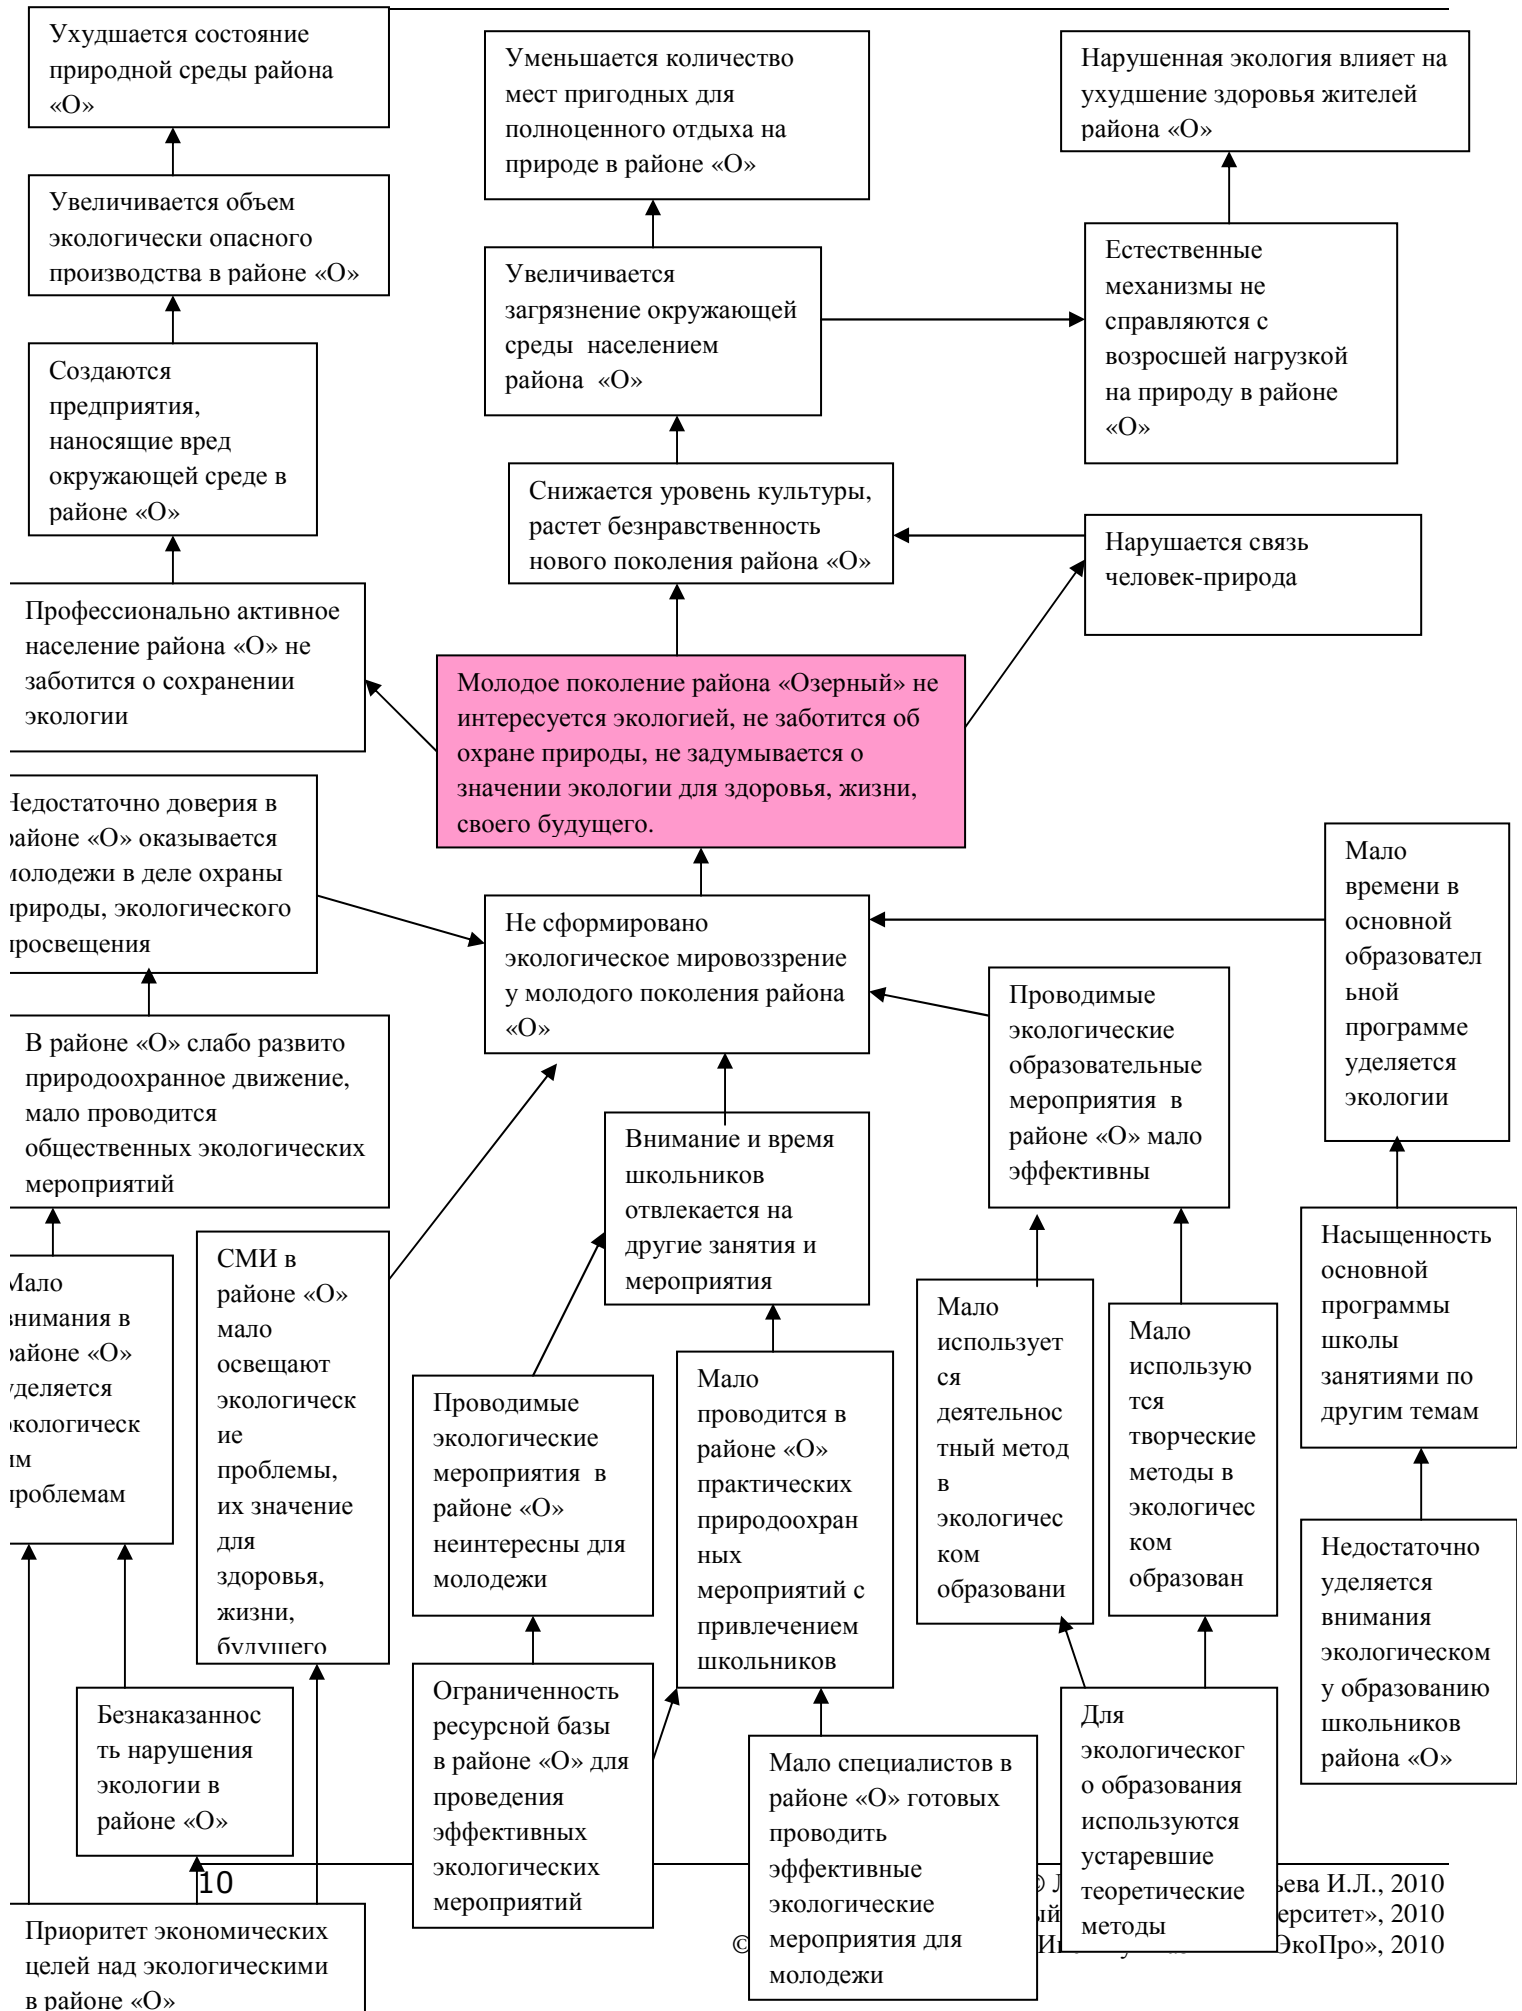 Ухудшается состояние
природной среды района
«О»
Уменьшается количество
мест пригодных для
полноценного отдыха на
природе в районе «О»
Нарушенная экология влияет на
ухудшение здоровья жителей
района «О»
Увеличивается объем
экологически опасного
производства в районе «О»
Увеличивается
загрязнение окружающей
среды населением
района «О»
Естественные
механизмы не
справляются с
возросшей нагрузкой
на природу в районе
«О»
Создаются
предприятия,
наносящие вред
окружающей среде в
районе «О»
Снижается уровень культуры,
растет безнравственность
нового поколения района «О»
Нарушается связь
человек-природа
Профессионально активное
население района «О» не
заботится о сохранении
экологии
Молодое поколение района «Озерный» не
интересуется экологией, не заботится об
охране природы, не задумывается о
значении экологии для здоровья, жизни,
своего будущего.
Недостаточно доверия в
районе «О» оказывается
молодежи в деле охраны
природы, экологического
просвещения
Не сформировано
экологическое мировоззрение
у молодого поколения района
«О»
Мало
времени в
основной
образовател
ьной
программе
уделяется
экологии
Проводимые
экологические
образовательные
мероприятия в
районе «О» мало
эффективны
В районе «О» слабо развито
природоохранное движение,
мало проводится
общественных экологических
мероприятий
Внимание и время
школьников
отвлекается на
другие занятия и
мероприятия
Насыщенность
основной
программы
школы
занятиями по
другим темам
Мало
внимания в
районе «О»
уделяется
экологическ
им
проблемам
СМИ в
районе «О»
мало
освещают
экологическ
ие
проблемы,
их значение
для
здоровья,
жизни,
будущего
Проводимые
экологические
мероприятия в
районе «О»
неинтересны для
молодежи
Мало
проводится в
районе «О»
практических
природоохран
ных
мероприятий с
привлечением
школьников
Мало
использует
ся
деятельнос
тный метод
в
экологичес
ком
образовани
Мало
использую
тся
творческие
методы в
экологичес
ком
образован
Недостаточно
уделяется
внимания
экологическом
у образованию
школьников
района «О»
Безнаказаннос
ть нарушения
экологии в
районе «О»
Ограниченность
ресурсной базы
в районе «О» для
проведения
эффективных
экологических
мероприятий
Мало специалистов в
районе «О» готовых
проводить
эффективные
экологические
мероприятия для
молодежи
Для
экологическог
о образования
используются
устаревшие
теоретические
методы
Приоритет экономических
целей над экологическими
в районе «О»
10
И.Л., 2010
2010
©
ЭкоПро», 2010